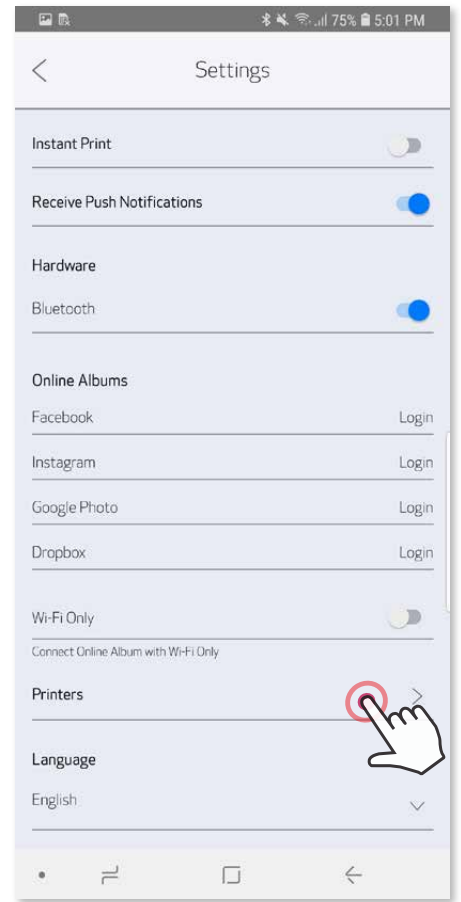 75% 5:01 PM
Settings
Instant Print
Receive Push Notifications
Hardware
Bluetooth
Online Albums
Facebook Login
Instagram Login
Google Photo Login
Dropbox Login
Wi-Fi Only
Connect Online Album with Wi-Fi Only
Printers
Language
English